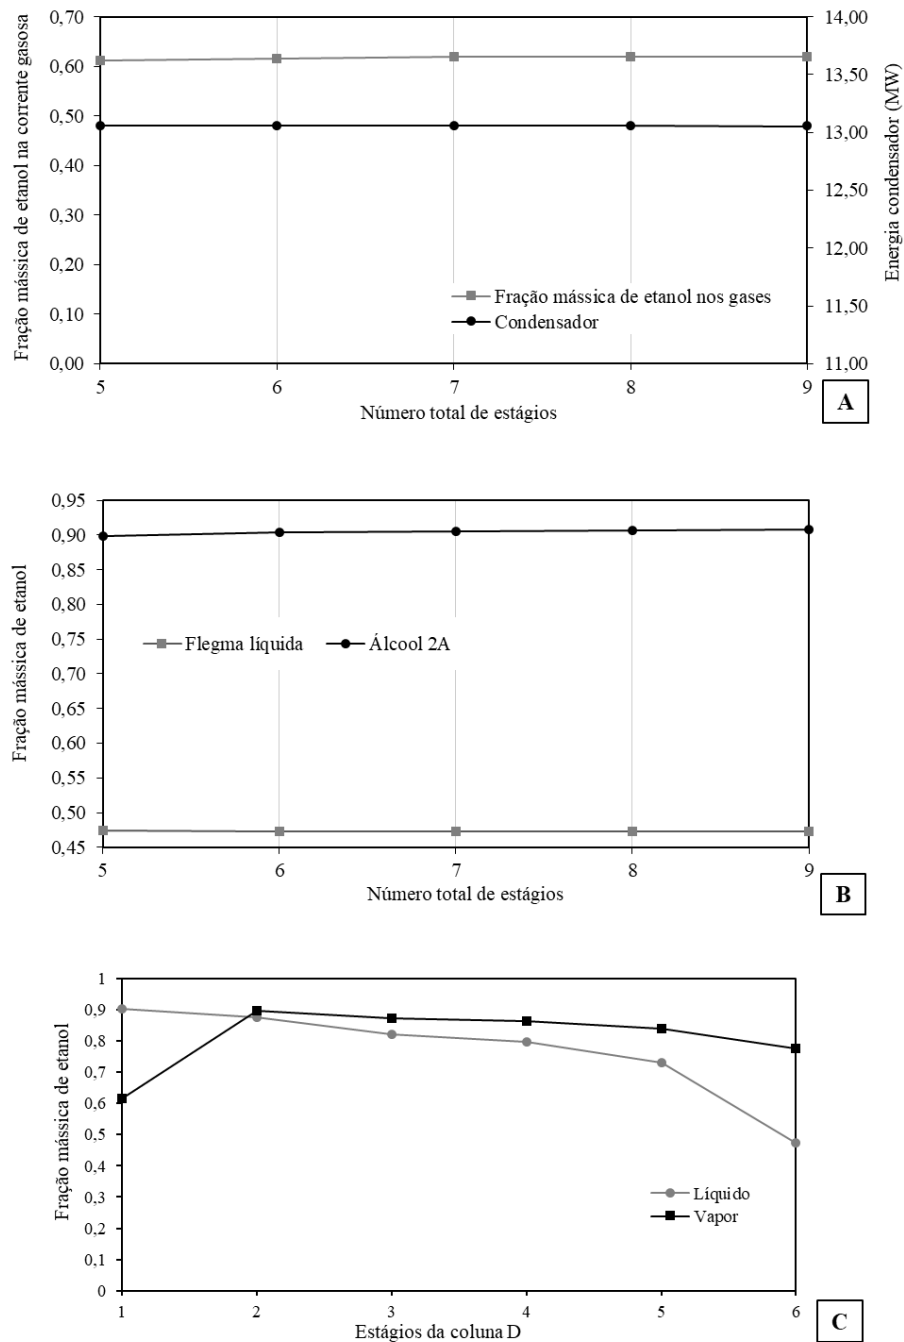 0,70
0,60
0,50
0,40
0,30
0,20
0,10
0,00
Fração mássica de etanol na corrente gasosa
14,00
13,50
13,00
12,50
12,00
11,50
11,00
Energia condensador (MW)
Fração mássica de etanol nos gases
Condensador
5 6 7 8 9
Número total de estágios
A
0,95
0,90
0,85
0,80
0,75
0,70
0,65
0,60
0,55
0,50
0,45
Fração mássica de etanol
Flegma líquida Álcool 2A
5 6 7 8 9
Número total de estágios
B
1
0,9
0,8
0,7
0,6
0,5
0,4
0,3
0,2
0,1
0
Fração mássica de etanol
Líquido
Vapor
1 2 3 4 5 6
Estágios da coluna D
C